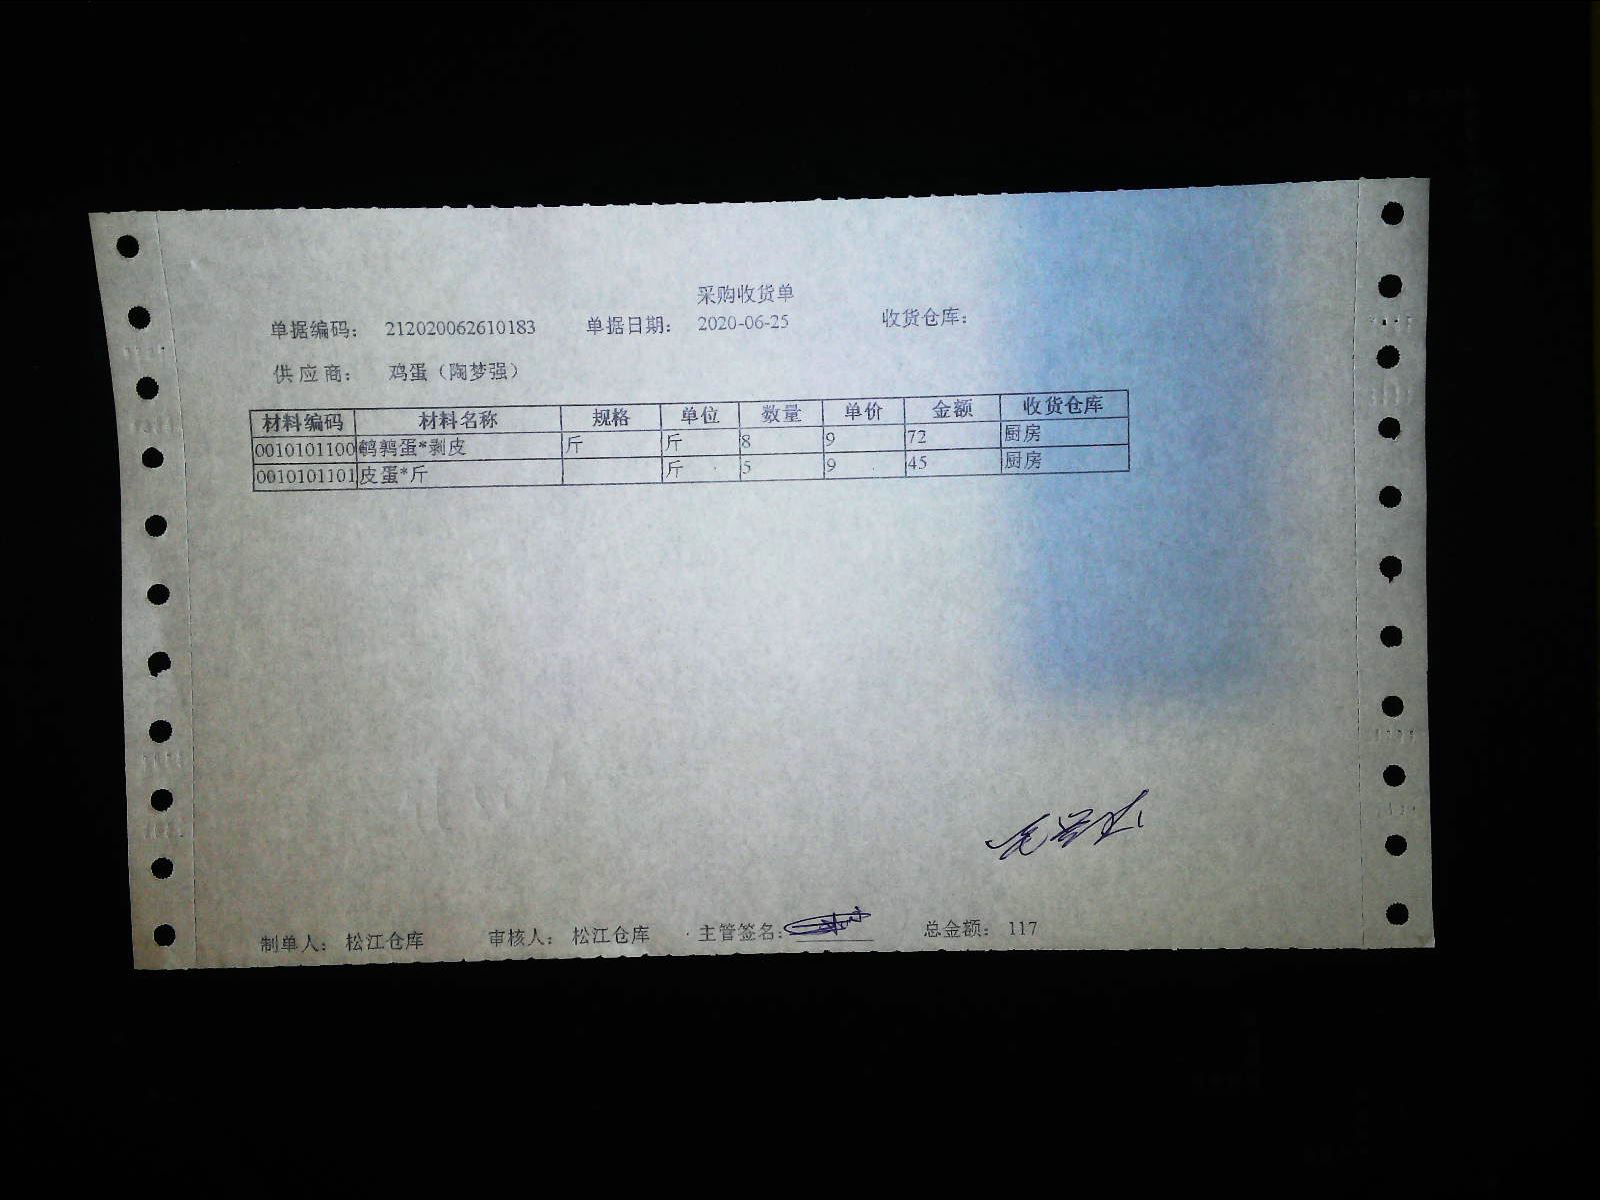 采购收货单
单据编码： 212020062610183 单据日期： 2020-06-25 收货仓库：
供应商： 鸡蛋（陶梦强）
材料编码 材料名称 规格 单位 数量 单价 金额 收货仓库
0010101100 鹌鹑蛋*剥皮 斤 斤 8 9 72 厨房
0010101101 皮蛋*斤 斤 5 9 45 厨房
制单人： 松江仓库 审核人： 松江仓库 主管签名： 总金额： 117